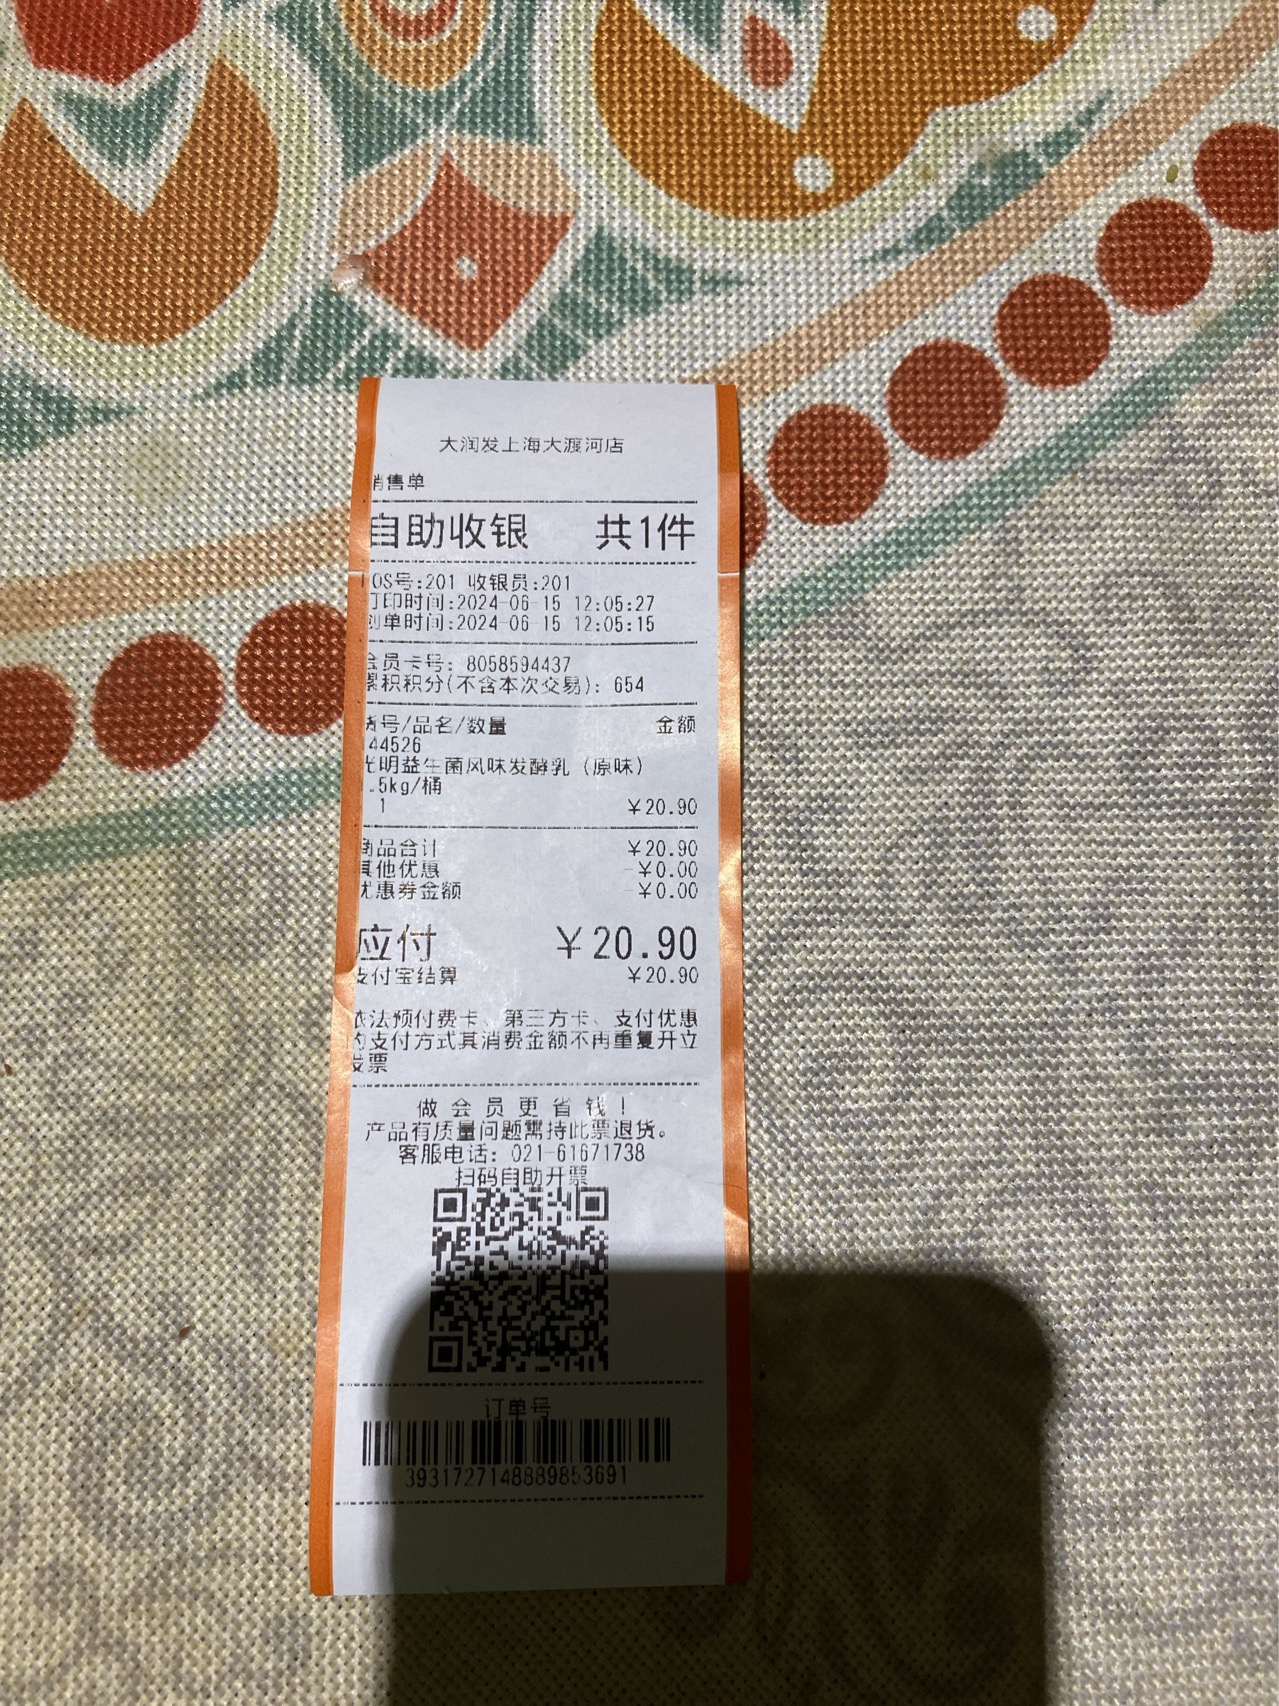 大润发上海大渡河店
销售单
自助收银 共1件
POS号:201 收银员:201
打印时间:2024-06-15 12:05:27
创单时间:2024-06-15 12:05:15
会员卡号: 8058594437
累积积分(不含本次交易): 654
货号/品名/数量 金额
44526
光明益生菌风味发酵乳（原味）
1.5kg/桶
1 ￥20.90
商品合计 ￥20.90
其他优惠 -￥0.00
优惠券金额 -￥0.00
应付 ￥20.90
支付宝结算 ￥20.90
依法预付费卡、第三方卡、支付优惠
的支付方式其消费金额不再重复开立
发票
做会员更省钱！
产品有质量问题需持此票退货。
客服电话: 021-61671738
扫码自助开票
订单号
3931727148889853691